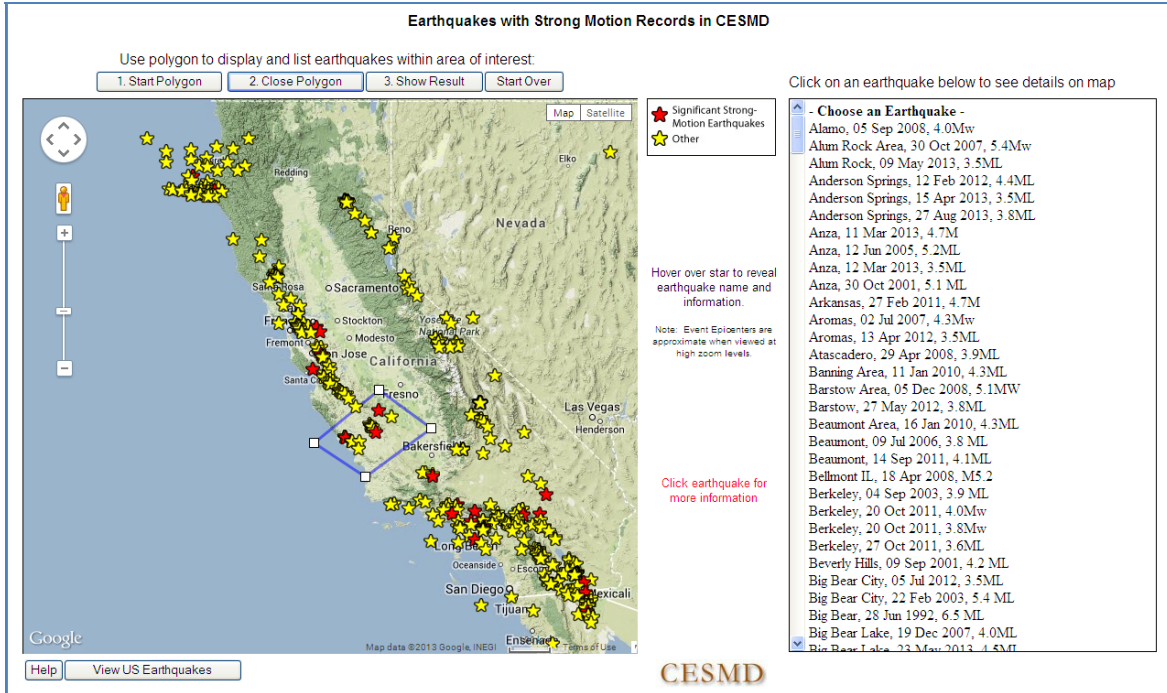 Earthquakes with Strong Motion Records in CESMD
Use polygon to display and list earthquakes within area of interest:
1. Start Polygon
2. Close Polygon
3. Show Result
Start Over
Click on an earthquake below to see details on map
Map
Satellite
Significant Strong-
Motion Earthquakes
Other
Redding
Elko
Nevada
Reno
Sacramento
Stockton
Modesto
Fremont
California
National Park
Fresno
Las Vegas
Henderson
Bakersfield
Oceanside
San Diego
Mexicali
Tijuan
Ensenad
Google
Map data ©2013 Google, INEGI
Terms of Use
Hover over star to reveal
earthquake name and
information.
Note: Event Epicenters are
approximate when viewed at
high zoom levels.
Click earthquake for
more information
- Choose an Earthquake -
Alamo, 05 Sep 2008, 4.0Mw
Alum Rock Area, 30 Oct 2007, 5.4Mw
Alum Rock, 09 May 2013, 3.5ML
Anderson Springs, 12 Feb 2012, 4.4ML
Anderson Springs, 15 Apr 2013, 3.5ML
Anderson Springs, 27 Aug 2013, 3.8ML
Anza, 11 Mar 2013, 4.7M
Anza, 12 Jun 2005, 5.2ML
Anza, 12 Mar 2013, 3.5ML
Anza, 30 Oct 2001, 5.1 ML
Arkansas, 27 Feb 2011, 4.7M
Aromas, 02 Jul 2007, 4.3Mw
Aromas, 13 Apr 2012, 3.5ML
Atascadero, 29 Apr 2008, 3.9ML
Banning Area, 11 Jan 2010, 4.3ML
Barstow Area, 05 Dec 2008, 5.1MW
Barstow, 27 May 2012, 3.8ML
Beaumont Area, 16 Jan 2010, 4.3ML
Beaumont, 09 Jul 2006, 3.8 ML
Beaumont, 14 Sep 2011, 4.1ML
Bellmont IL, 18 Apr 2008, M5.2
Berkeley, 04 Sep 2003, 3.9 ML
Berkeley, 20 Oct 2011, 4.0Mw
Berkeley, 20 Oct 2011, 3.8Mw
Berkeley, 27 Oct 2011, 3.6ML
Beverly Hills, 09 Sep 2001, 4.2 ML
Big Bear City, 05 Jul 2012, 3.5ML
Big Bear City, 22 Feb 2003, 5.4 ML
Big Bear, 28 Jun 1992, 6.5 ML
Big Bear Lake, 19 Dec 2007, 4.0ML
Big Bear Lake, 23 May 2013, 4.5ML
Help
View US Earthquakes
CESMD